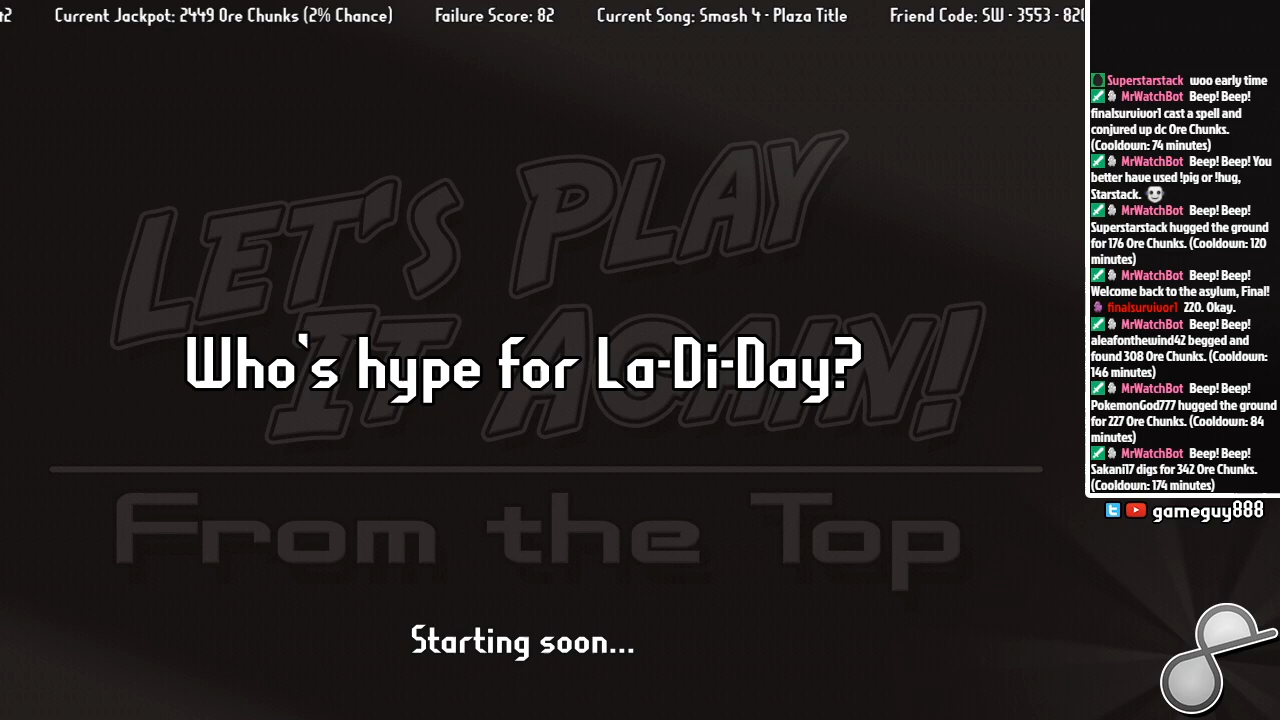 42 Current Jackpot: 2449 Ore Chunks (2% Chance) Failure Score: 82 Current Song: Smash 4 - Plaza Title Friend Code: SW - 3553 - 820
LET'S PLAY
IT AGAIN!
Who's hype for La-Di-Day?
From the Top
Starting soon...
Superstarstack woo early time
MrWatchBot Beep! Beep!
finalsurvivor1 cast a spell and
conjured up dc Ore Chunks.
(Cooldown: 74 minutes)
MrWatchBot Beep! Beep! You
better have used !pig or !hug,
Starstack.
MrWatchBot Beep! Beep!
Superstarstack hugged the ground
for 176 Ore Chunks. (Cooldown: 120
minutes)
MrWatchBot Beep! Beep!
Welcome back to the asylum, Final!
finalsurvivor1 220. Okay.
MrWatchBot Beep! Beep!
aleafonthewind42 begged and
found 308 Ore Chunks. (Cooldown:
146 minutes)
MrWatchBot Beep! Beep!
PokemonGod777 hugged the ground
for 227 Ore Chunks. (Cooldown: 84
minutes)
MrWatchBot Beep! Beep!
Sakani17 digs for 342 Ore Chunks.
(Cooldown: 174 minutes)
gameguy888